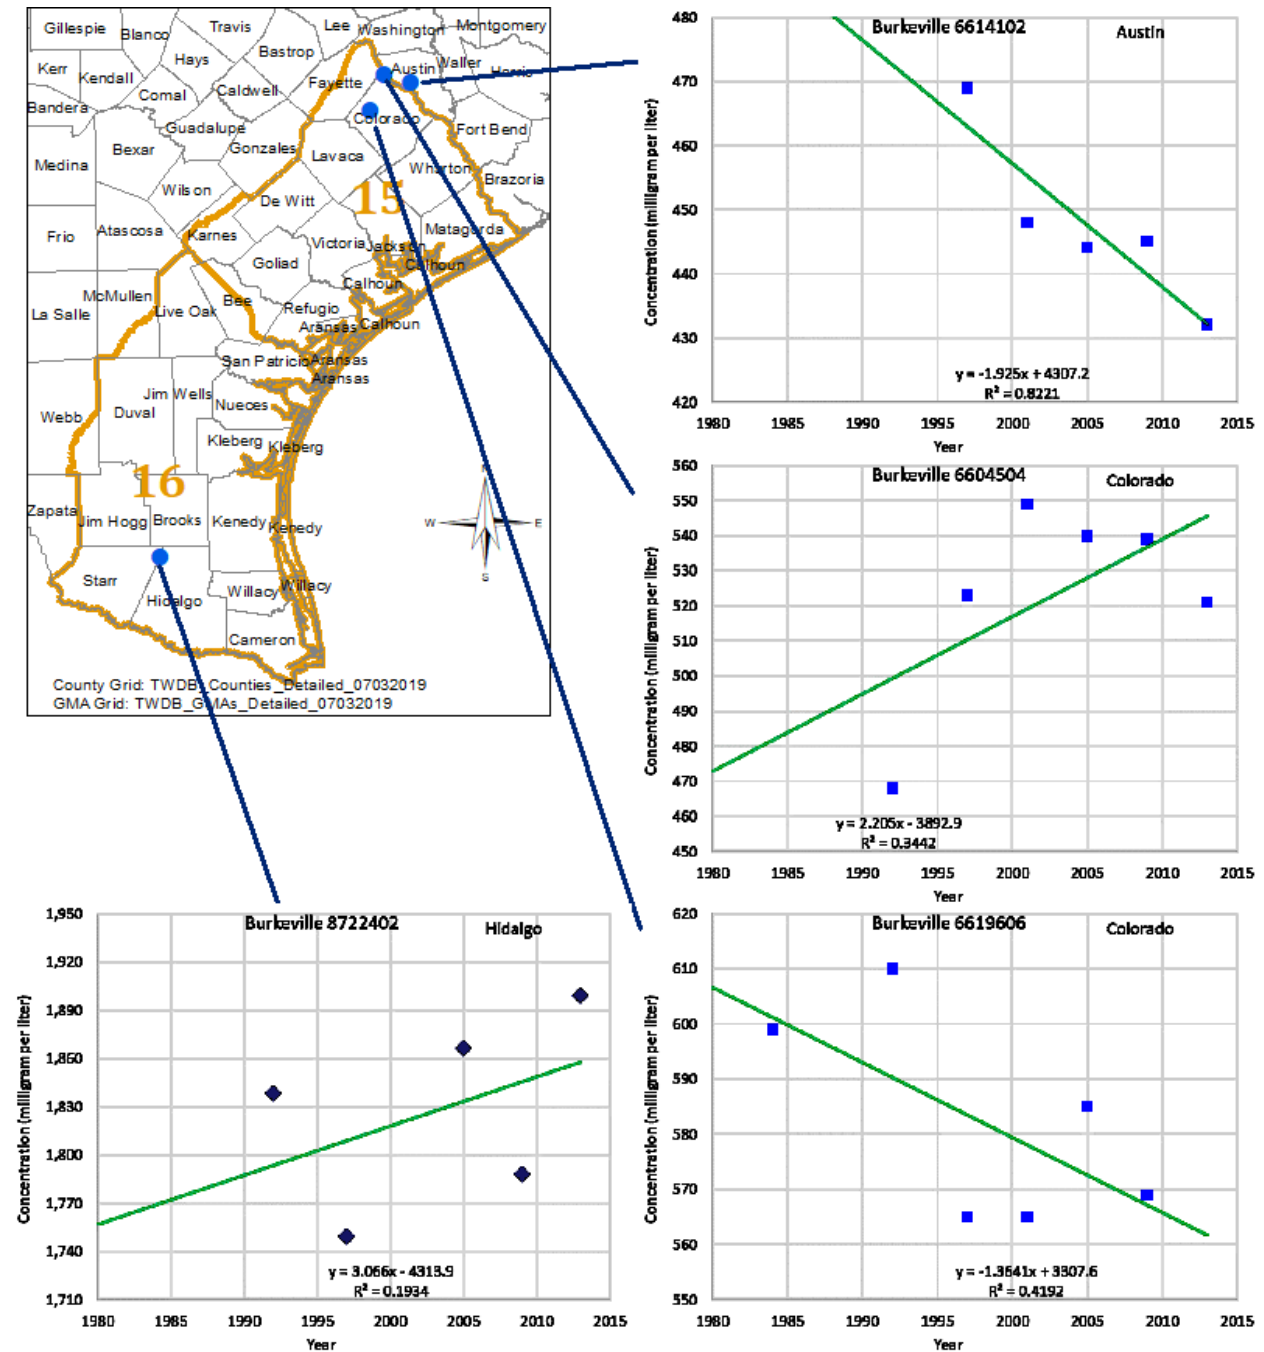 Gillespie
Blanco
Travis
Lee
Washington
Montgomery
Hays
Bastrop
Kerr
Kendall
Austin
Waller
Harris
Fayette
Comal
Caldwell
Bandera
Colorado
Guadalupe
Fort Bend
Bexar
Gonzales
Lavaca
Medina
Wharton
Brazoria
Wilson
De Witt
15
Atascosa
Karnes
Matagorda
Frio
Victoria
Jackson
Goliad
Calhoun
Calhoun
McMullen
Bee
La Salle
Live Oak
Refugio
Aransas
Calhoun
San Patricio
Aransas
Aransas
Jim Wells
Webb
Duval
Nueces
Kleberg
Kleberg
16
Zapata
Jim Hogg
Brooks
Kenedy
Kenedy
N
W
E
S
Starr
Hidalgo
Willacy
Willacy
Cameron
County Grid: TWDB_Counties_Detailed_07032019
GMA Grid: TWDB_GMAs_Detailed_07032019
Burkeville 6614102
Austin
Concentration (milligram per liter)
480
470
460
450
440
430
420
y = -1.925x + 4307.2
R² = 0.8221
1980 1985 1990 1995 2000 2005 2010 2015
Year
Burkeville 6604504
Colorado
Concentration (milligram per liter)
560
550
540
530
520
510
500
490
480
470
460
450
y = 2.205x - 3892.9
R² = 0.3442
1980 1985 1990 1995 2000 2005 2010 2015
Year
Burkeville 8722402
Hidalgo
Concentration (milligram per liter)
1,950
1,920
1,890
1,860
1,830
1,800
1,770
1,740
1,710
y = 3.066x - 4313.9
R² = 0.1934
1980 1985 1990 1995 2000 2005 2010 2015
Year
Burkeville 6619606
Colorado
Concentration (milligram per liter)
620
610
600
590
580
570
560
550
y = -1.3641x + 3307.6
R² = 0.4192
1980 1985 1990 1995 2000 2005 2010 2015
Year